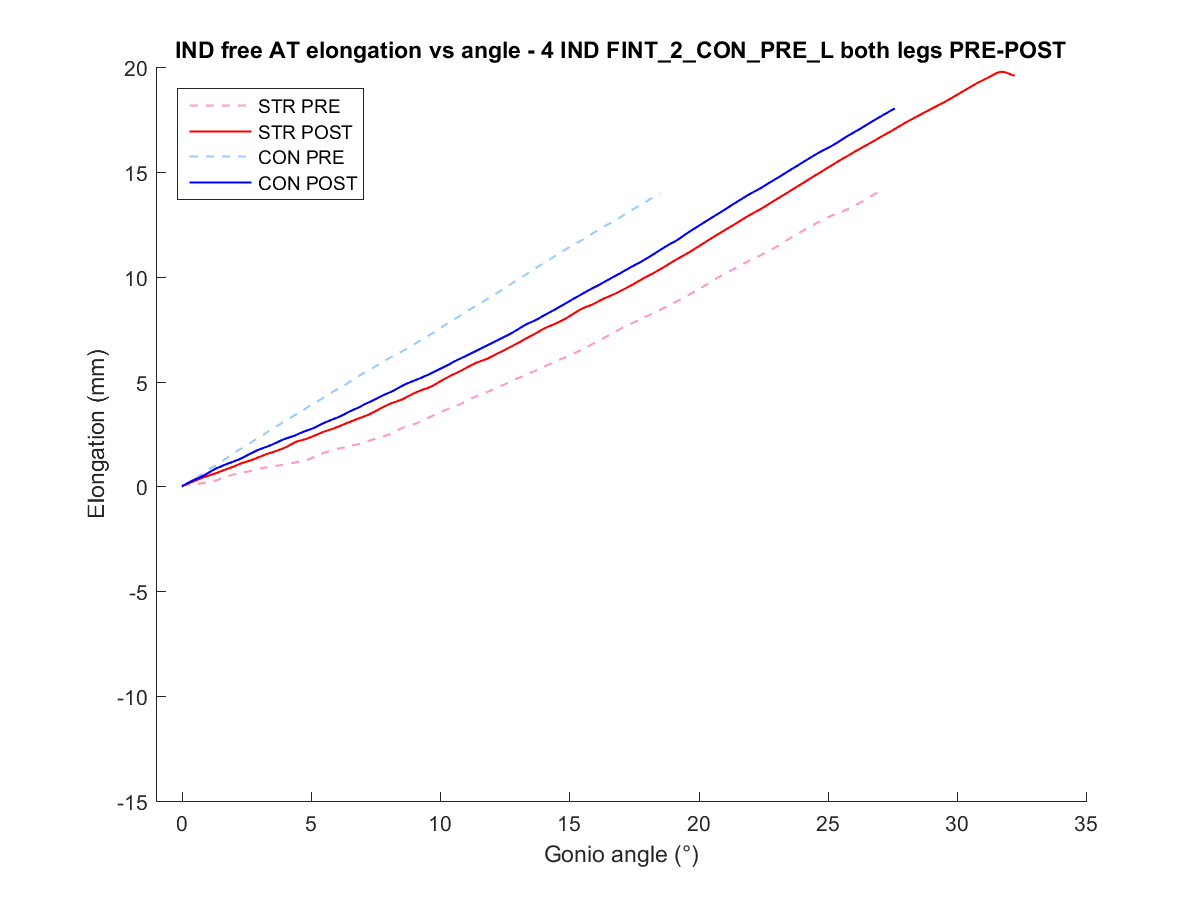 IND free AT elongation vs angle - 4 IND FINT_2_CON_PRE_L both legs PRE-POST
STR PRE
STR POST
CON PRE
CON POST
20
15
10
5
0
-5
-10
-15
Elongation (mm)
0 5 10 15 20 25 30 35
Gonio angle (°)